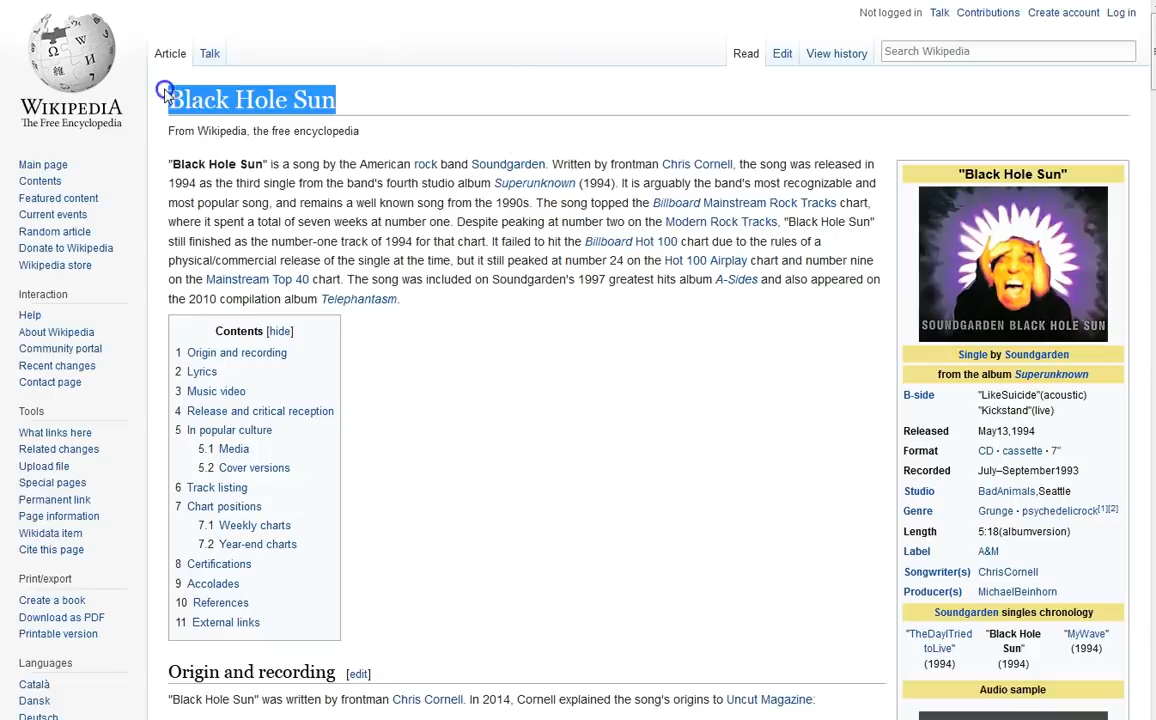 Not logged in Talk Contributions Create account Log in
Article Talk Read Edit View history Search Wikipedia
WIKIPEDIA
The Free Encyclopedia
Main page
Contents
Featured content
Current events
Random article
Donate to Wikipedia
Wikipedia store
Interaction
Help
About Wikipedia
Community portal
Recent changes
Contact page
Tools
What links here
Related changes
Upload file
Special pages
Permanent link
Page information
Wikidata item
Cite this page
Print/export
Create a book
Download as PDF
Printable version
Languages
Català
Dansk
Deutsch
Black Hole Sun
From Wikipedia, the free encyclopedia
"Black Hole Sun" is a song by the American rock band Soundgarden. Written by frontman Chris Cornell, the song was released in
1994 as the third single from the band's fourth studio album Superunknown (1994). It is arguably the band's most recognizable and
most popular song, and remains a well known song from the 1990s. The song topped the Billboard Mainstream Rock Tracks chart,
where it spent a total of seven weeks at number one. Despite peaking at number two on the Modern Rock Tracks, "Black Hole Sun"
still finished as the number-one track of 1994 for that chart. It failed to hit the Billboard Hot 100 chart due to the rules of a
physical/commercial release of the single at the time, but it still peaked at number 24 on the Hot 100 Airplay chart and number nine
on the Mainstream Top 40 chart. The song was included on Soundgarden's 1997 greatest hits album A-Sides and also appeared on
the 2010 compilation album Telephantasm.
Contents [hide]
1 Origin and recording
2 Lyrics
3 Music video
4 Release and critical reception
5 In popular culture
5.1 Media
5.2 Cover versions
6 Track listing
7 Chart positions
7.1 Weekly charts
7.2 Year-end charts
8 Certifications
9 Accolades
10 References
11 External links
Origin and recording [edit]
"Black Hole Sun" was written by frontman Chris Cornell. In 2014, Cornell explained the song's origins to Uncut Magazine:
"Black Hole Sun"
SOUNDGARDEN BLACK HOLE SUN
Single by Soundgarden
from the album Superunknown
B-side "LikeSuicide"(acoustic)
"Kickstand"(live)
Released May13,1994
Format CD · cassette · 7"
Recorded July–September1993
Studio BadAnimals,Seattle
Genre Grunge · psychedelicrock[1][2]
Length 5:18(albumversion)
Label A&M
Songwriter(s) ChrisCornell
Producer(s) MichaelBeinhorn
Soundgarden singles chronology
"TheDayITried "Black Hole "MyWave"
toLive" Sun" (1994)
(1994) (1994)
Audio sample